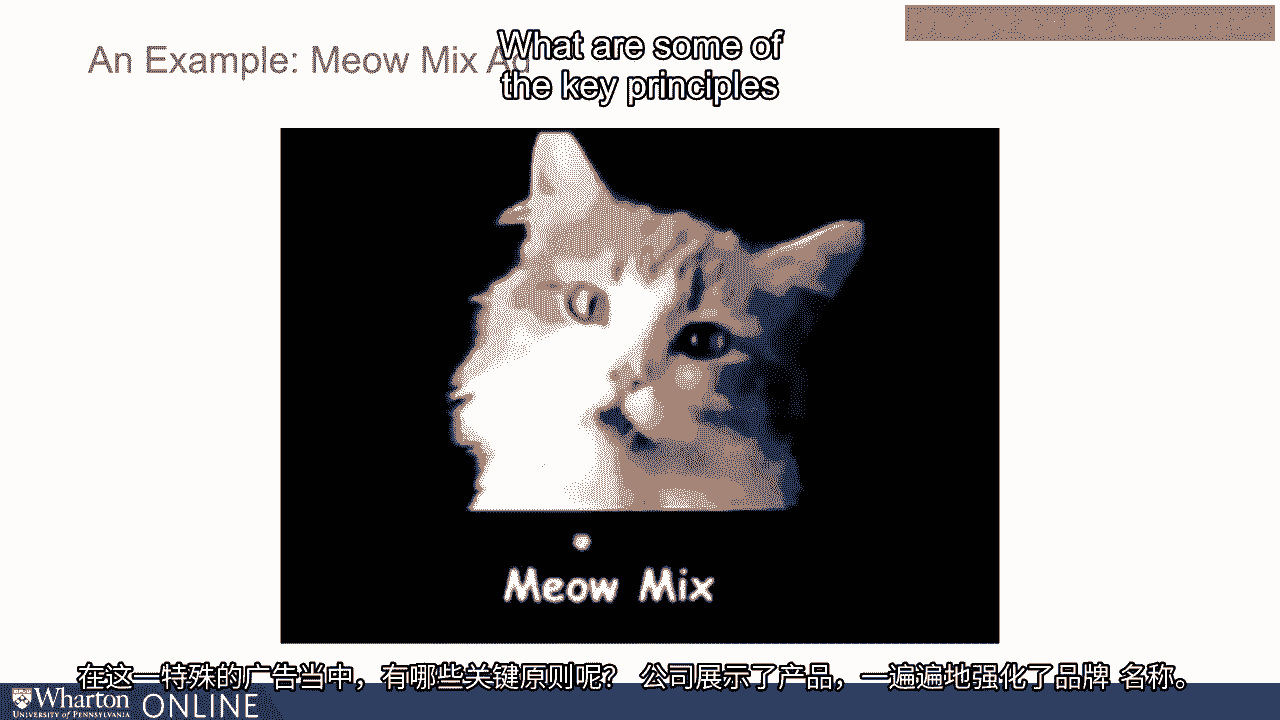 An Example: Meow Mix Ad
What are some of
the key principles
Meow Mix
在这一特殊的广告当中，有哪些关键原则呢？ 公司展示了产品，一遍遍地强化了品牌 名称。
Wharton ONLINE
UNIVERSITY of PENNSYLVANIA